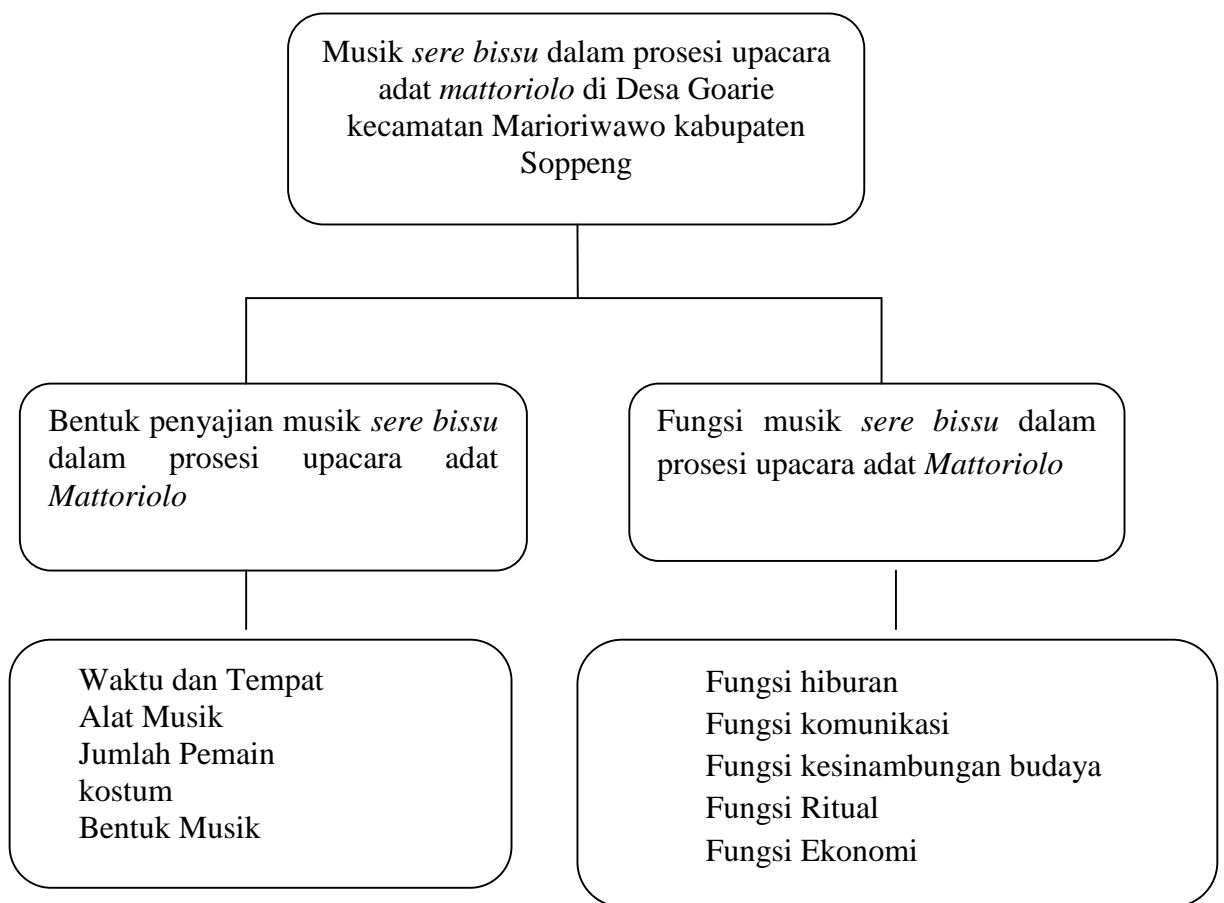 Musik sere bissu dalam prosesi upacara
adat mattoriolo di Desa Goarie
kecamatan Marioriwawo kabupaten
Soppeng
Bentuk penyajian musik sere bissu
dalam prosesi upacara adat
Mattoriolo
Fungsi musik sere bissu dalam
prosesi upacara adat Mattoriolo
Waktu dan Tempat
Alat Musik
Jumlah Pemain
kostum
Bentuk Musik
Fungsi hiburan
Fungsi komunikasi
Fungsi kesinambungan budaya
Fungsi Ritual
Fungsi Ekonomi